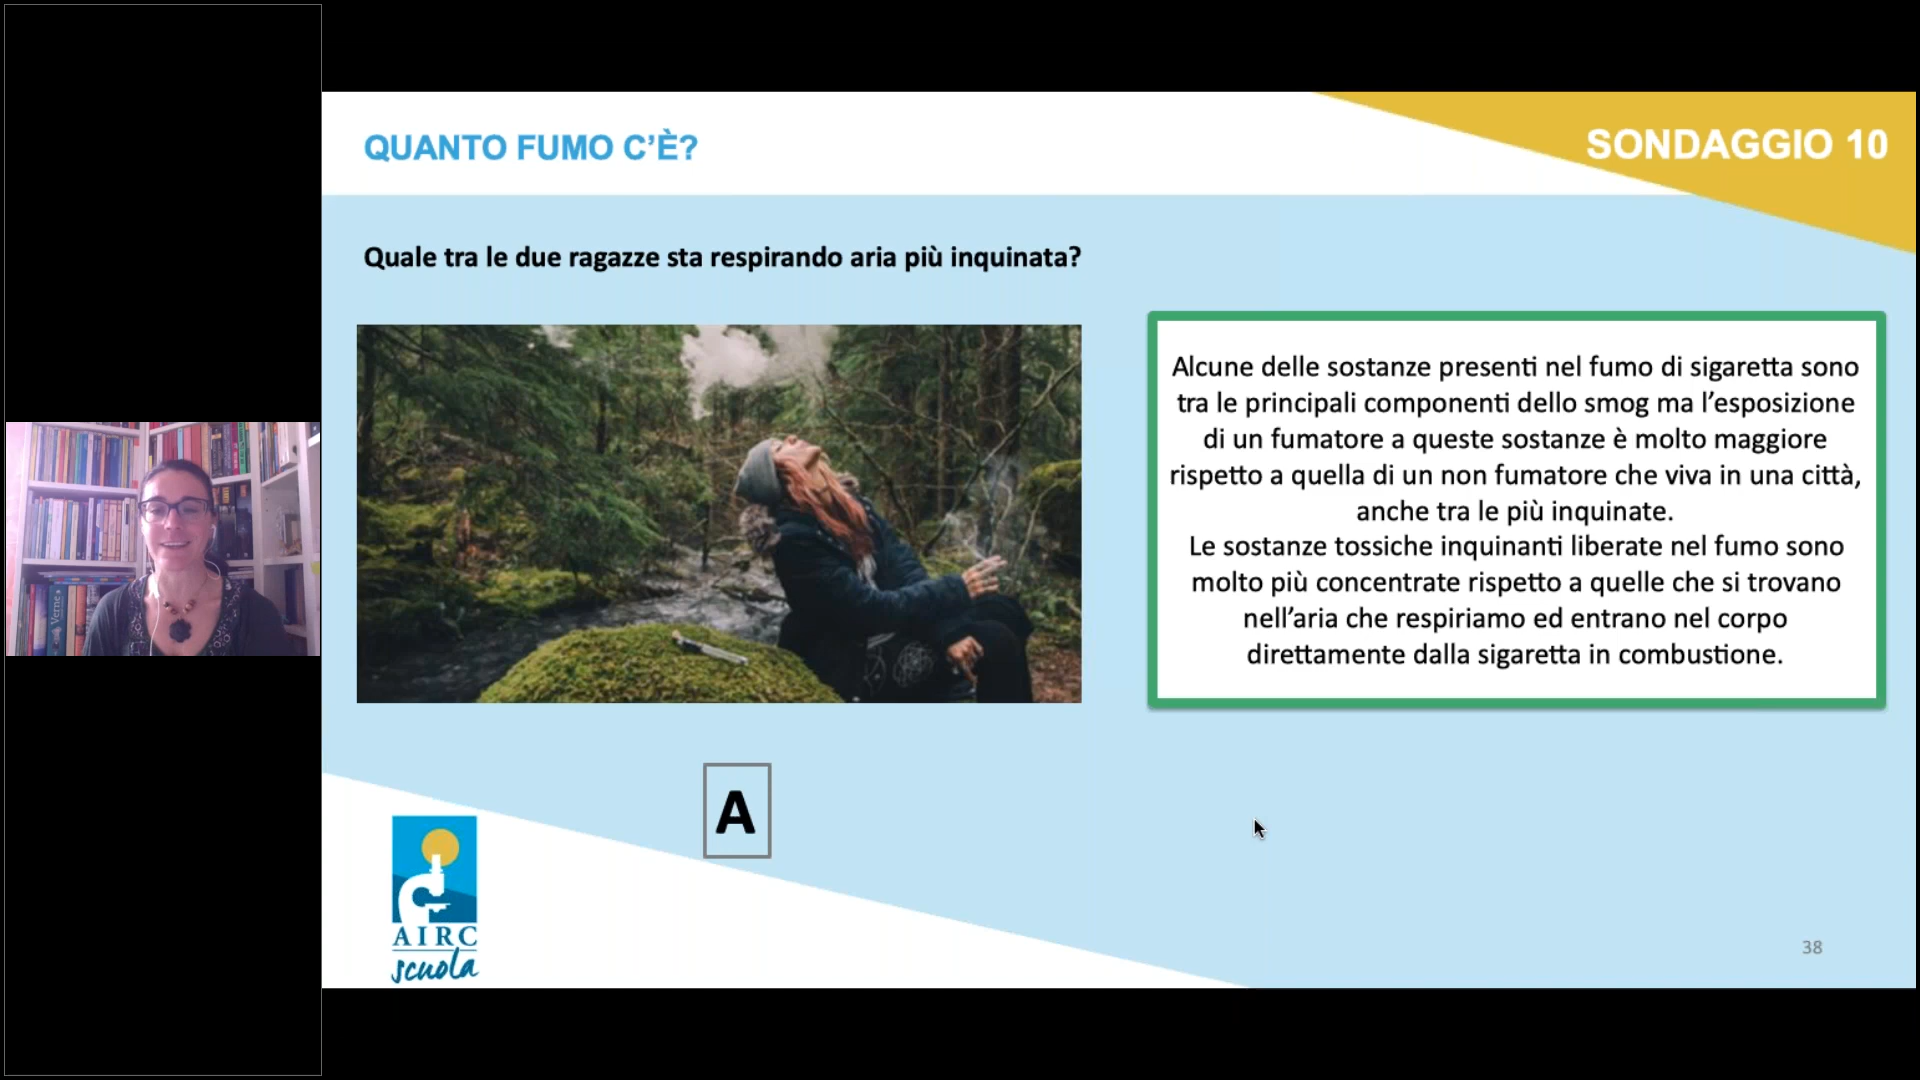 QUANTO FUMO C'È?
SONDAGGIO 10
Quale tra le due ragazze sta respirando aria più inquinata?
Alcune delle sostanze presenti nel fumo di sigaretta sono
tra le principali componenti dello smog ma l'esposizione
di un fumatore a queste sostanze è molto maggiore
rispetto a quella di un non fumatore che viva in una città,
anche tra le più inquinate.
Le sostanze tossiche inquinanti liberate nel fumo sono
molto più concentrate rispetto a quelle che si trovano
nell'aria che respiriamo ed entrano nel corpo
direttamente dalla sigaretta in combustione.
A
AIRC
scuola
38
Verne